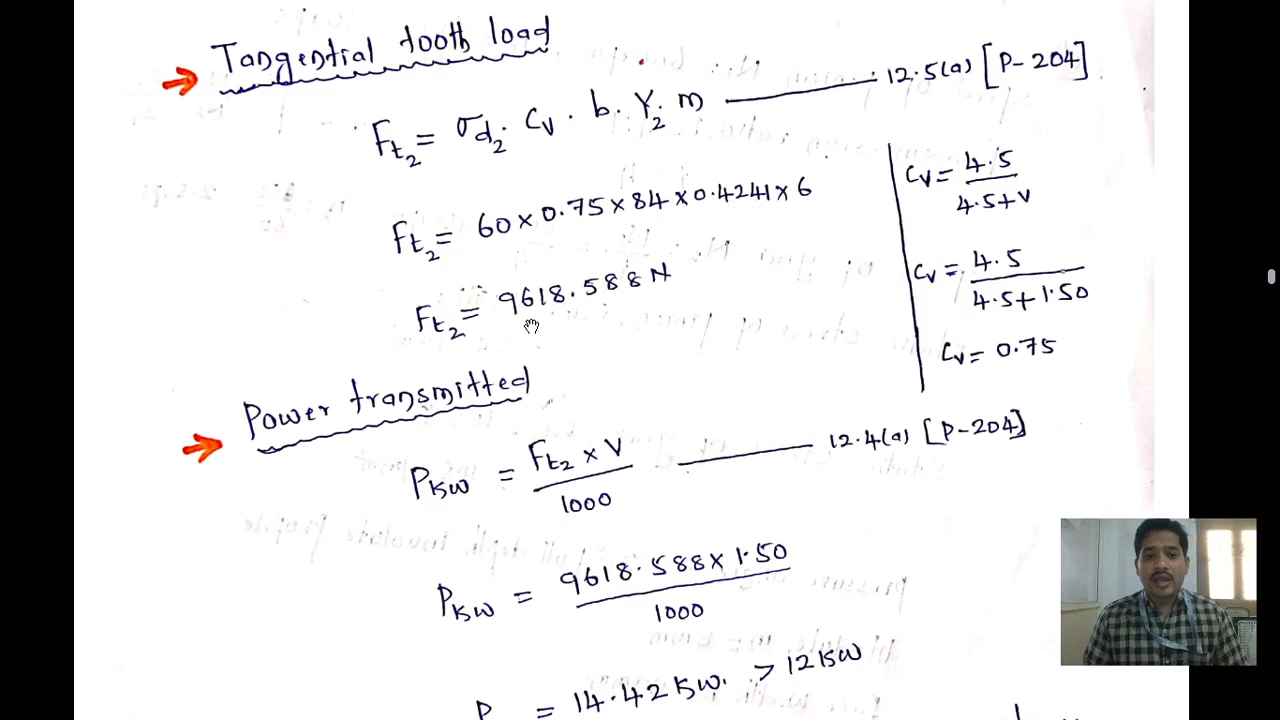 Tangential tooth load
Ft₂ = σd₂ · Cv · b · Y₂ · m ——— 12.5(a) [P-204]
Ft₂ = 60 × 0.75 × 84 × 0.4241 × 6
Ft₂ = 9618.588 N
Cv = 4.5 / 4.5+V
Cv = 4.5 / 4.5+1.50
Cv = 0.75
Power transmitted
PKW = Ft₂ × V / 1000 ——— 12.4(a) [P-204]
PKW = 9618.588 × 1.50 / 1000
P = 14.42 KW. > 12 KW